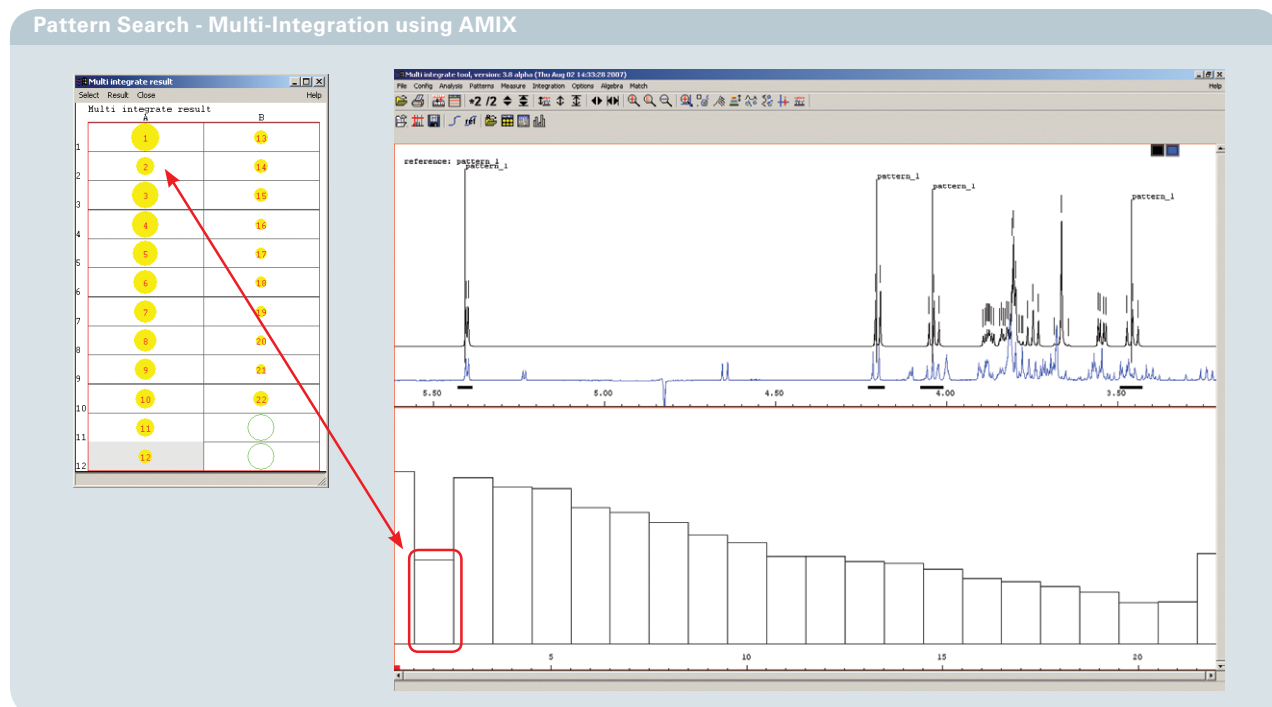 Pattern Search - Multi-Integration using AMIX
Multi integrate result
Select Result Close Help
Multi integrate result
A B
1 1 13
2 2 14
3 3 15
4 4 16
5 5 17
6 6 18
7 7 19
8 8 20
9 9 21
10 10 22
11 11
12 12
Multi integrate tool, version: 3.8 alpha (Thu Aug 02 14:33:28 2007)
File Config Analysis Patterns Measure Integration Options Algebra Match Help
*2 /2
reference: pattern_1
pattern_1
pattern_1
pattern_1
pattern_1
5.50 5.00 4.50 4.00 3.50
5 10 15 20